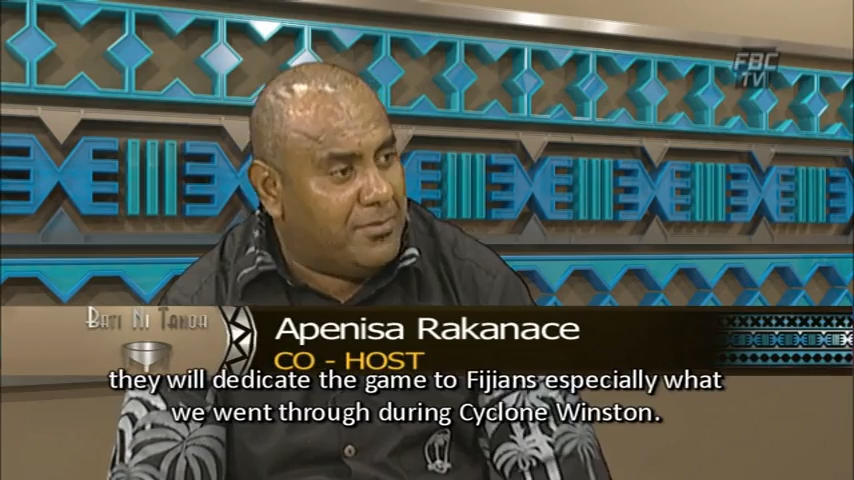 FBC
TV
BATI NI TANOA
Apenisa Rakanace
CO - HOST
they will dedicate the game to Fijians especially what
we went through during Cyclone Winston.